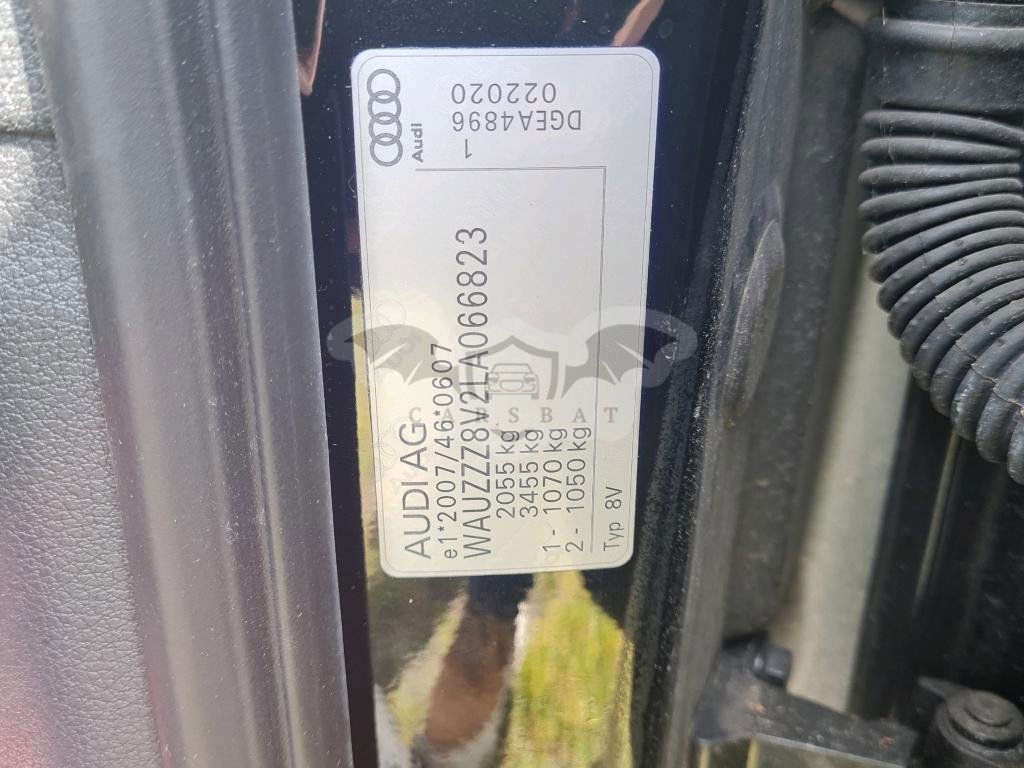 AUDI AG
e1*2007/46*0607
WAUZZZ8V2LA066823
2055 kg
3455 kg
1 - 1070 kg
2 - 1050 kg
Typ 8V
Audi
1
DGEA4896
022020
CARSBAT